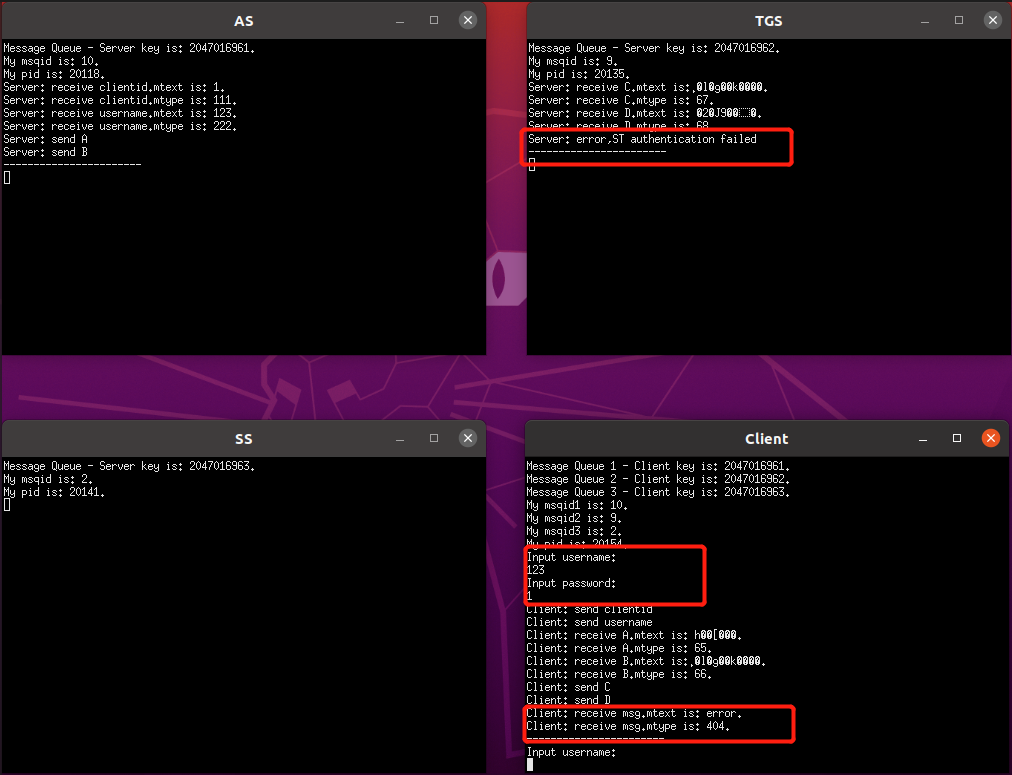 AS
Message Queue - Server key is: 2047016961.
My msqid is: 10.
My pid is: 20118.
Server: receive clientid.mtext is: 1.
Server: receive clientid.mtype is: 111.
Server: receive username.mtext is: 123.
Server: receive username.mtype is: 222.
Server: send A
Server: send B
-----------------------
TGS
Message Queue - Server key is: 2047016962.
My msqid is: 9.
My pid is: 20135.
Server: receive C.mtext is:
Server: receive C.mtype is: 67.
Server: receive D.mtext is:
Server: receive D.mtype is: 68.
Server: error,ST authentication failed
-----------------------
SS
Message Queue - Server key is: 2047016963.
My msqid is: 2.
My pid is: 20141.
Client
Message Queue 1 - Client key is: 2047016961.
Message Queue 2 - Client key is: 2047016962.
Message Queue 3 - Client key is: 2047016963.
My msqid1 is: 10.
My msqid2 is: 9.
My msqid3 is: 2.
My pid is: 20154.
Input username:
123
Input password:
1
Client: send clientid
Client: send username
Client: receive A.mtext is:
Client: receive A.mtype is: 65.
Client: receive B.mtext is:
Client: receive B.mtype is: 66.
Client: send C
Client: send D
Client: receive msg.mtext is: error.
Client: receive msg.mtype is: 404.
-----------------------
Input username: